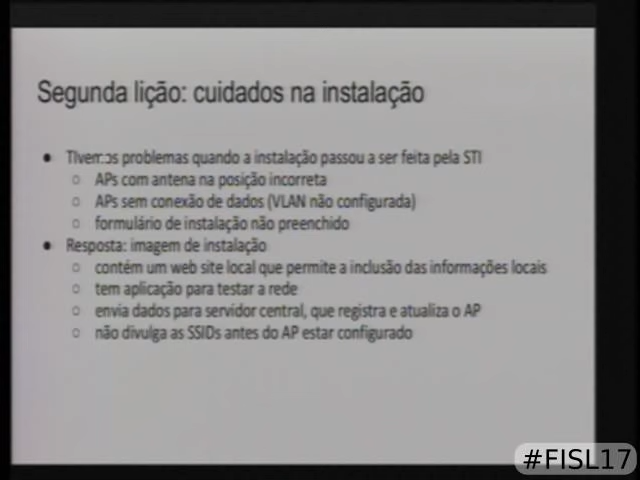 Segunda lição: cuidados na instalação
● Tivemos problemas quando a instalação passou a ser feita pela STI
○ APs com antena na posição incorreta
○ APs sem conexão de dados (VLAN não configurada)
○ formulário de instalação não preenchido
● Resposta: imagem de instalação
○ contém um web site local que permite a inclusão das informações locais
○ tem aplicação para testar a rede
○ envia dados para servidor central, que registra e atualiza o AP
○ não divulga as SSIDs antes do AP estar configurado
#FISL17